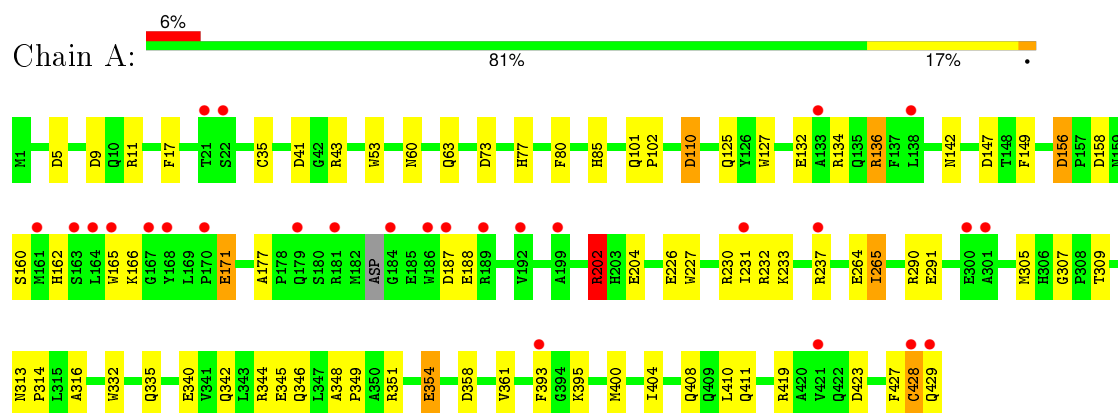 6%
Chain A:
81% 17% •
M1 D5 D9 Q10 R11 F17 T21 S22 C35 D41 G42 R43 W53 N60 Q63 D73 H77 F80 H85 Q101 P102 D110 Q125 Y126 W127 E132 A133 R134 Q135 R136 F137 L138 N142 D147 T148 F149 D156 P157 D158
S160 M161 H162 S163 L164 W165 K166 G167 Y168 L169 P170 E171 A177 P178 Q179 S180 R181 M182 ASP G184 E185 W186 D187 E188 R189 V192 A199 R202 H203 E204 E226 W227 R230 I231 R232 K233 R237 E264 I265 R290 E291 E300 A301 M305 H306 G307 P308 T309
N313 P314 L315 A316 W332 Q335 E340 V341 Q342 L343 R344 E345 Q346 L347 A348 P349 A350 R351 E354 D358 V361 F393 G394 K395 M400 I404 Q408 Q409 L410 Q411 R419 A420 V421 Q422 D423 F427 C428 Q429